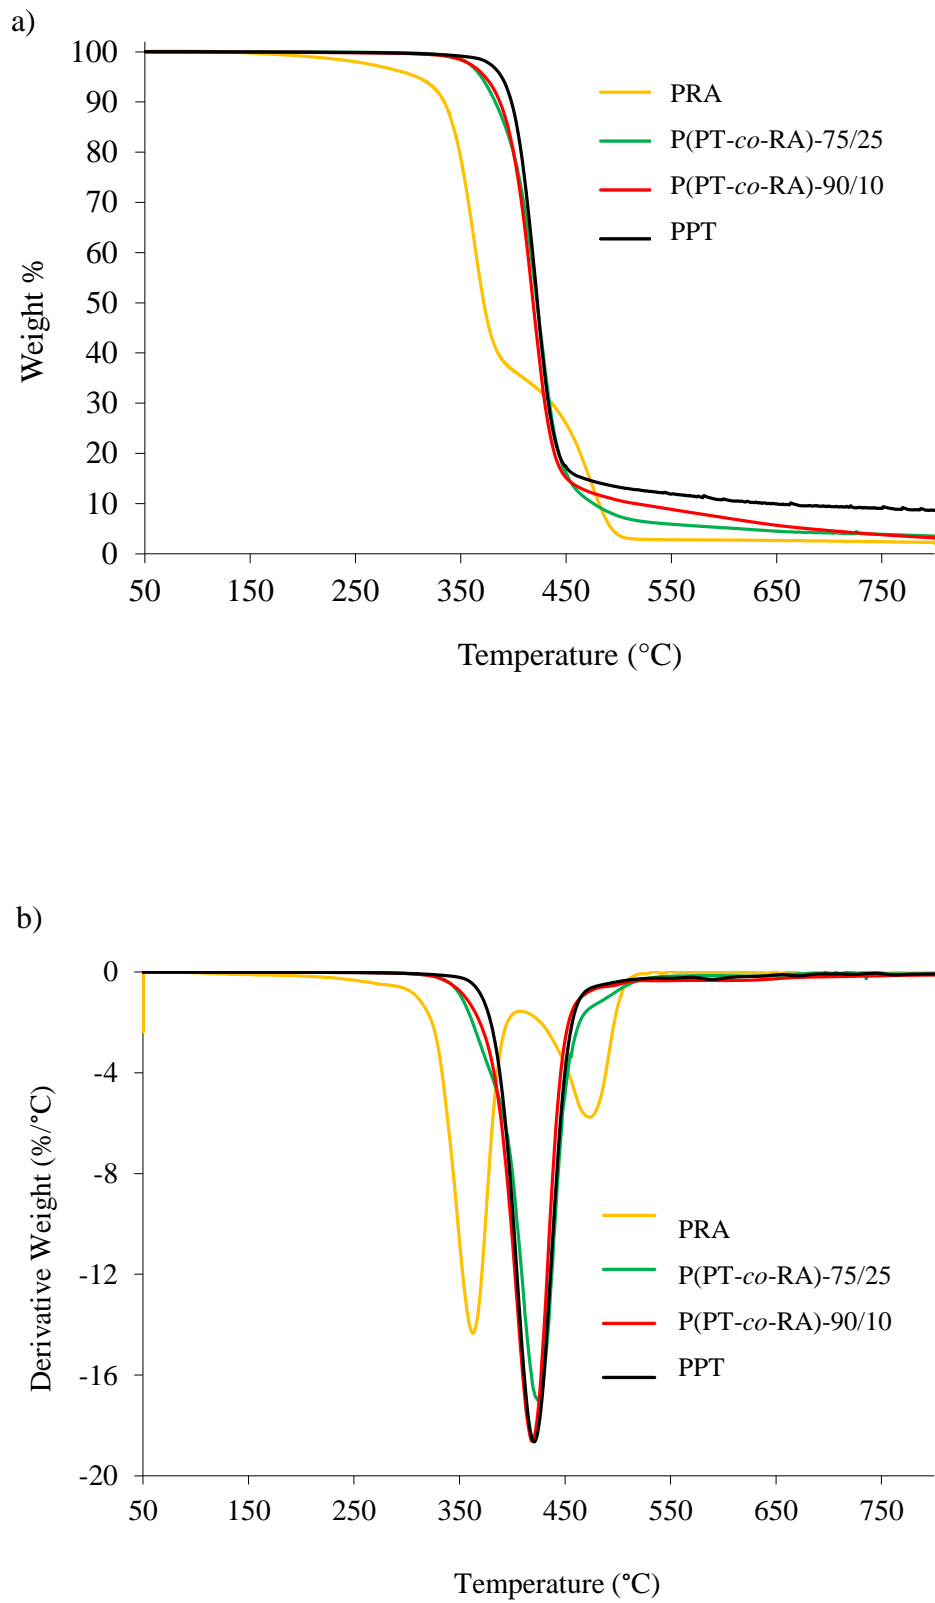 a)
100
90
80
70
60
50
40
30
20
10
0
Weight %
PRA
P(PT-co-RA)-75/25
P(PT-co-RA)-90/10
PPT
50 150 250 350 450 550 650 750
Temperature (°C)
b)
0
-4
-8
-12
-16
-20
Derivative Weight (%/°C)
PRA
P(PT-co-RA)-75/25
P(PT-co-RA)-90/10
PPT
50 150 250 350 450 550 650 750
Temperature (°C)